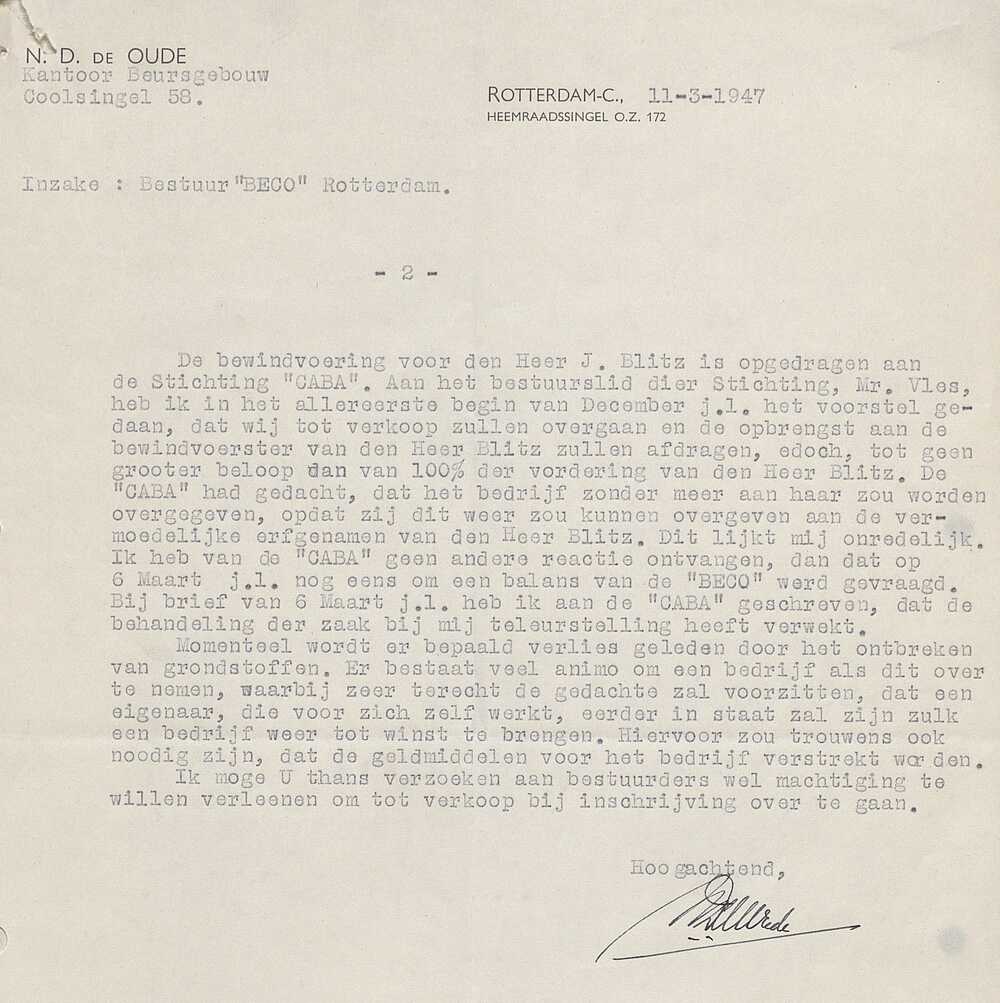 N. D. DE OUDE
Kantoor Beursgebouw
Coolsingel 58.
ROTTERDAM-C., 11-3-1947
HEEMRAADSSINGEL O.Z. 172
Inzake : Bestuur "BECO" Rotterdam.
- 2 -
De bewindvoering voor den Heer J. Blitz is opgedragen aan
de Stichting "CABA". Aan het bestuurslid dier Stichting, Mr. Vles,
heb ik in het allereerste begin van December j.l. het voorstel ge-
daan, dat wij tot verkoop zullen overgaan en de opbrengst aan de
bewindvoerster van den Heer Blitz zullen afdragen, edoch, tot geen
grooter beloop dan van 100% der vordering van den Heer Blitz. De
"CABA" had gedacht, dat het bedrijf zonder meer aan haar zou worden
overgegeven, opdat zij dit weer zou kunnen overgeven aan de ver-
moedelijke erfgenamen van den Heer Blitz. Dit lijkt mij onredelijk.
Ik heb van de "CABA" geen andere reactie ontvangen, dan dat op
6 Maart j.l. nog eens om een balans van de "BECO" werd gevraagd.
Bij brief van 6 Maart j.l. heb ik aan de "CABA" geschreven, dat de
behandeling der zaak bij mij teleurstelling heeft verwekt.
Momenteel wordt er bepaald verlies geleden door het ontbreken
van grondstoffen. Er bestaat veel animo om een bedrijf als dit over
te nemen, waarbij zeer terecht de gedachte zal voorzitten, dat een
eigenaar, die voor zich zelf werkt, eerder in staat zal zijn zulk
een bedrijf weer tot winst te brengen. Hiervoor zou trouwens ook
noodig zijn, dat de geldmiddelen voor het bedrijf verstrekt worden.
Ik moge U thans verzoeken aan bestuurders wel machtiging te
willen verleenen om tot verkoop bij inschrijving over te gaan.
Hoogachtend,